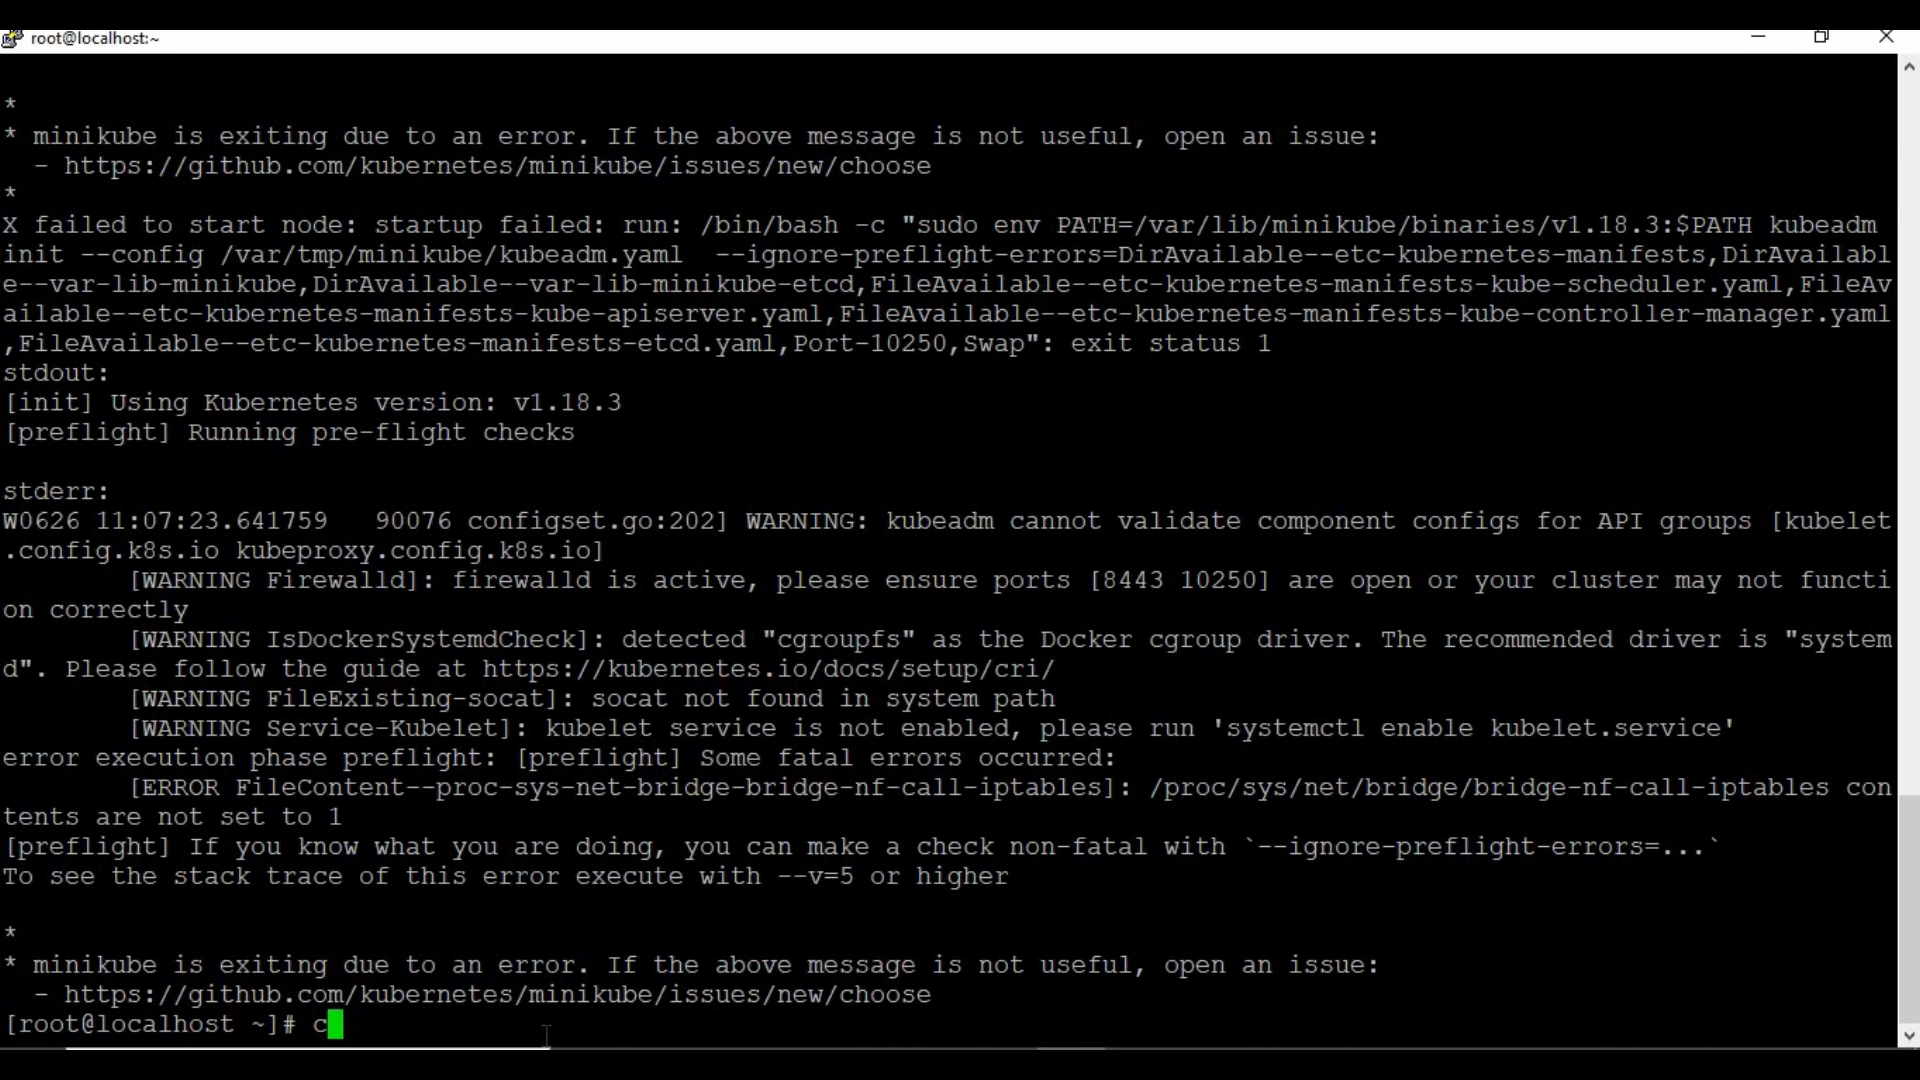 root@localhost:~
*
* minikube is exiting due to an error. If the above message is not useful, open an issue:
  - https://github.com/kubernetes/minikube/issues/new/choose
*
X failed to start node: startup failed: run: /bin/bash -c "sudo env PATH=/var/lib/minikube/binaries/v1.18.3:$PATH kubeadm
init --config /var/tmp/minikube/kubeadm.yaml  --ignore-preflight-errors=DirAvailable--etc-kubernetes-manifests,DirAvailabl
e--var-lib-minikube,DirAvailable--var-lib-minikube-etcd,FileAvailable--etc-kubernetes-manifests-kube-scheduler.yaml,FileAv
ailable--etc-kubernetes-manifests-kube-apiserver.yaml,FileAvailable--etc-kubernetes-manifests-kube-controller-manager.yaml
,FileAvailable--etc-kubernetes-manifests-etcd.yaml,Port-10250,Swap": exit status 1
stdout:
[init] Using Kubernetes version: v1.18.3
[preflight] Running pre-flight checks
stderr:
W0626 11:07:23.641759   90076 configset.go:202] WARNING: kubeadm cannot validate component configs for API groups [kubelet
.config.k8s.io kubeproxy.config.k8s.io]
        [WARNING Firewalld]: firewalld is active, please ensure ports [8443 10250] are open or your cluster may not functi
on correctly
        [WARNING IsDockerSystemdCheck]: detected "cgroupfs" as the Docker cgroup driver. The recommended driver is "system
d". Please follow the guide at https://kubernetes.io/docs/setup/cri/
        [WARNING FileExisting-socat]: socat not found in system path
        [WARNING Service-Kubelet]: kubelet service is not enabled, please run 'systemctl enable kubelet.service'
error execution phase preflight: [preflight] Some fatal errors occurred:
        [ERROR FileContent--proc-sys-net-bridge-bridge-nf-call-iptables]: /proc/sys/net/bridge/bridge-nf-call-iptables con
tents are not set to 1
[preflight] If you know what you are doing, you can make a check non-fatal with `--ignore-preflight-errors=...`
To see the stack trace of this error execute with --v=5 or higher
*
* minikube is exiting due to an error. If the above message is not useful, open an issue:
  - https://github.com/kubernetes/minikube/issues/new/choose
[root@localhost ~]# c